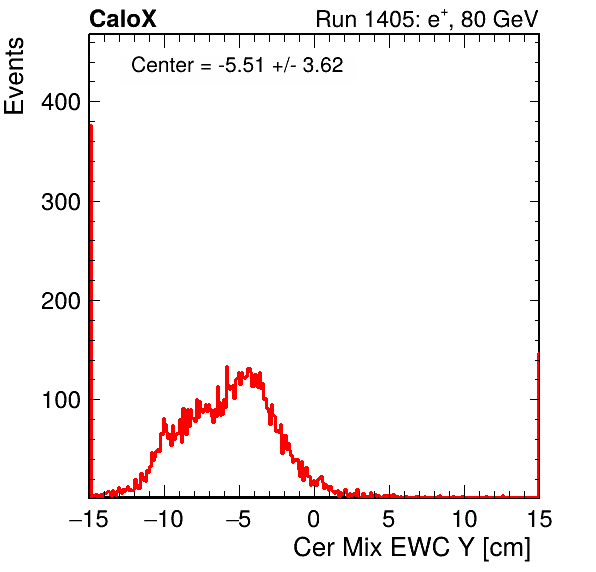 CaloX
Run 1405: e+, 80 GeV
Center = -5.51 +/- 3.62
Events
400
300
200
100
−15 −10 −5 0 5 10 15
Cer Mix EWC Y [cm]